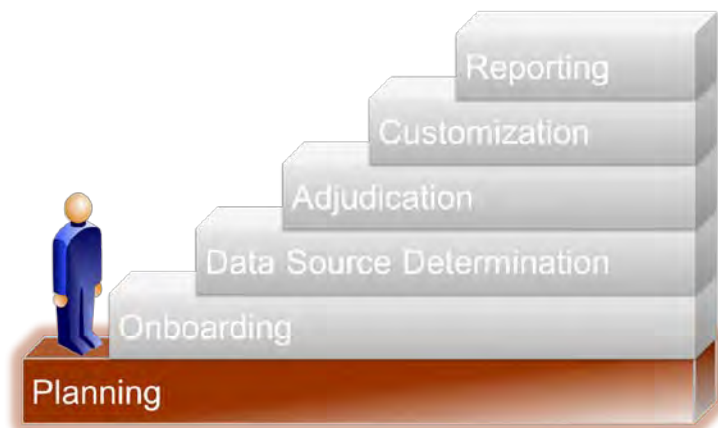 Reporting
Customization
Adjudication
Data Source Determination
Onboarding
Planning